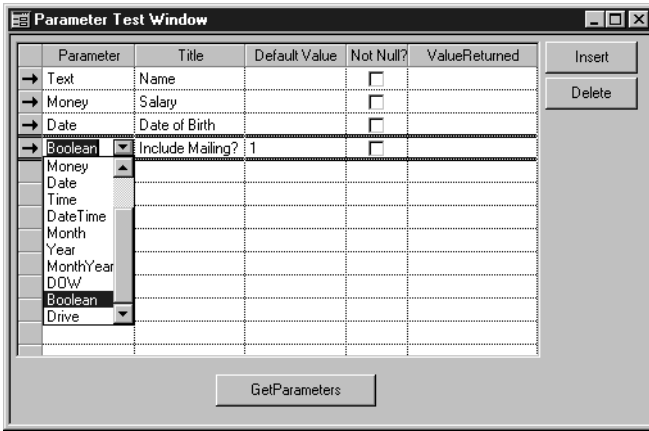 Parameter Test Window
Parameter Title Default Value Not Null? ValueReturned
Insert
Text Name
Delete
Money Salary
Date Date of Birth
Boolean Include Mailing? 1
Money
Date
Time
DateTime
Month
Year
MonthYear
DOW
Boolean
Drive
GetParameters